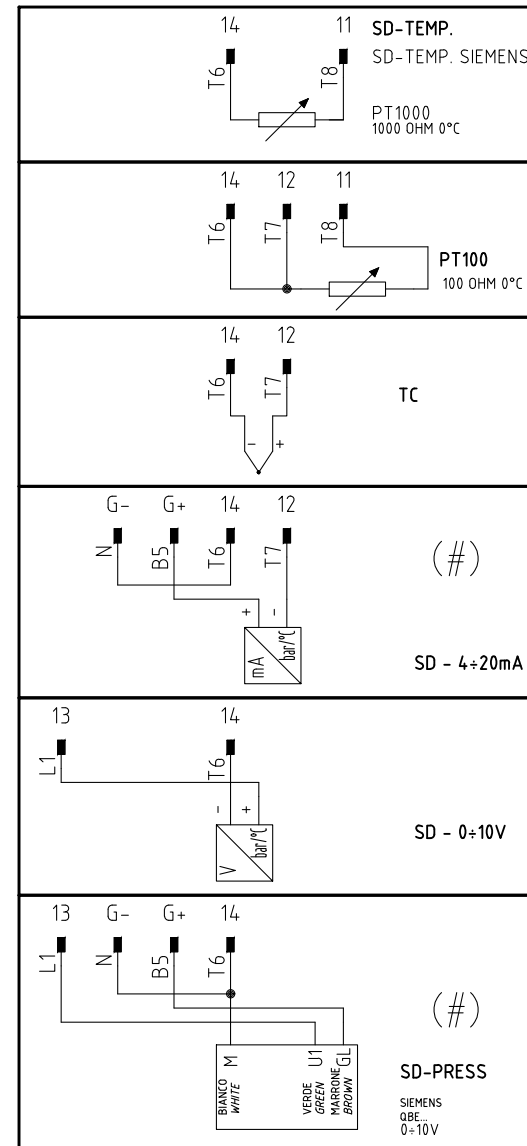 14 11 SD-TEMP.
SD-TEMP. SIEMENS
T6 T8
PT1000
1000 OHM 0°C
14 12 11
T6 T7 T8
PT100
100 OHM 0°C
14 12
T6 T7
TC
- +
G- G+ 14 12
N B5 T6 T7
(#)
+ -
mA bar/°C
SD - 4÷20mA
13 14
L1 T6
- +
V bar/°C
SD - 0÷10V
13 G- G+ 14
L1 N B5 T6
(#)
M U1 GL
BIANCO VERDE MARRONE
WHITE GREEN BROWN
SD-PRESS
SIEMENS
QBE...
0÷10V